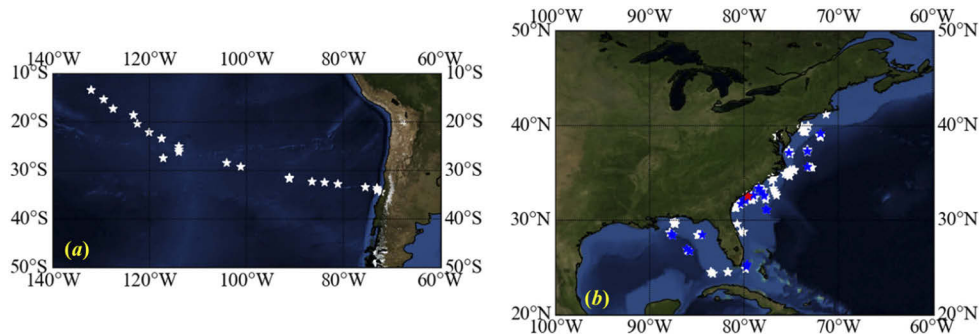 140°W 120°W 100°W 80°W 60°W
10°S 10°S
20°S 20°S
30°S 30°S
40°S 40°S
(a)
50°S 50°S
140°W 120°W 100°W 80°W 60°W
100°W 90°W 80°W 70°W 60°W
50°N 50°N
40°N 40°N
30°N 30°N
(b)
20°N 20°N
100°W 90°W 80°W 70°W 60°W